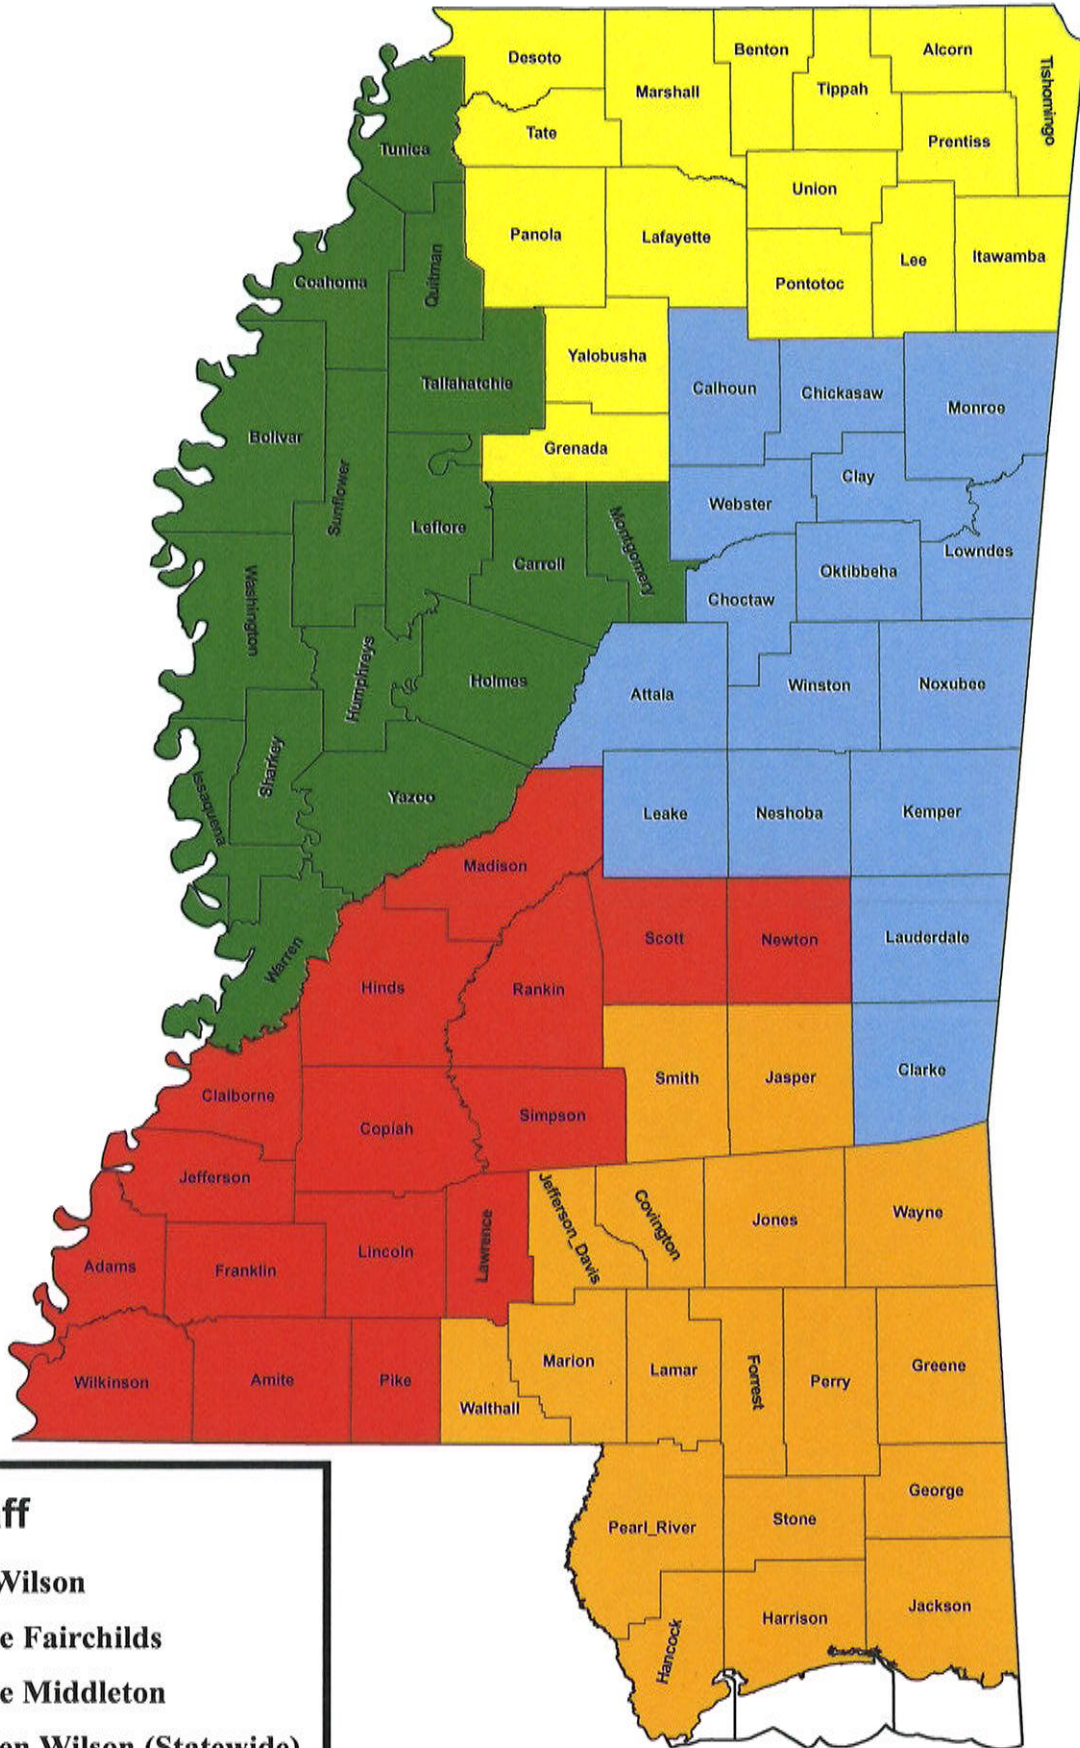 Desoto
Benton
Alcorn
Marshall
Tippah
Tishomingo
Tate
Tunica
Prentiss
Union
Panola
Lafayette
Lee
Itawamba
Pontotoc
Coahoma
Quitman
Yalobusha
Tallahatchie
Calhoun
Chickasaw
Monroe
Bolivar
Grenada
Clay
Sunflower
Webster
Leflore
Montgomery
Carroll
Lowndes
Oktibbeha
Choctaw
Washington
Humphreys
Holmes
Attala
Winston
Noxubee
Sharkey
Issaquena
Yazoo
Leake
Neshoba
Kemper
Madison
Scott
Newton
Lauderdale
Warren
Hinds
Rankin
Smith
Jasper
Clarke
Claiborne
Copiah
Simpson
Jefferson
Jefferson_Davis
Covington
Jones
Wayne
Lawrence
Lincoln
Adams
Franklin
Marion
Lamar
Forrest
Perry
Greene
Wilkinson
Amite
Pike
Walthall
George
Pearl_River
Stone
Hancock
Harrison
Jackson
ff
Wilson
e Fairchilds
e Middleton
en Wilson (Statewide)